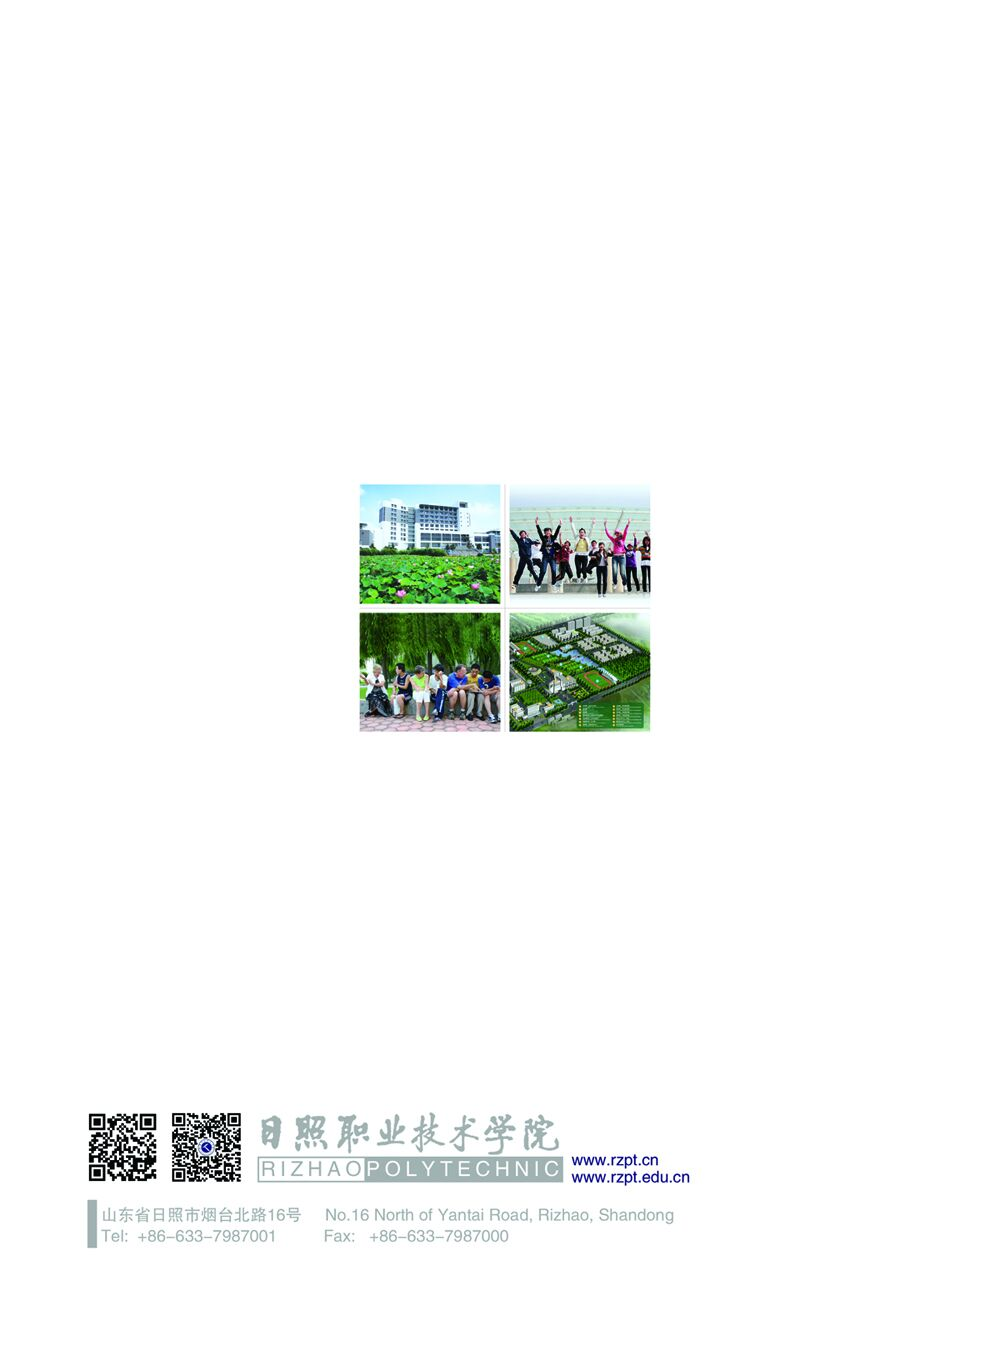 日照职业技术学院
RIZHAO POLYTECHNIC
www.rzpt.cn
www.rzpt.edu.cn
山东省日照市烟台北路16号 No.16 North of Yantai Road, Rizhao, Shandong
Tel: +86-633-7987001 Fax: +86-633-7987000